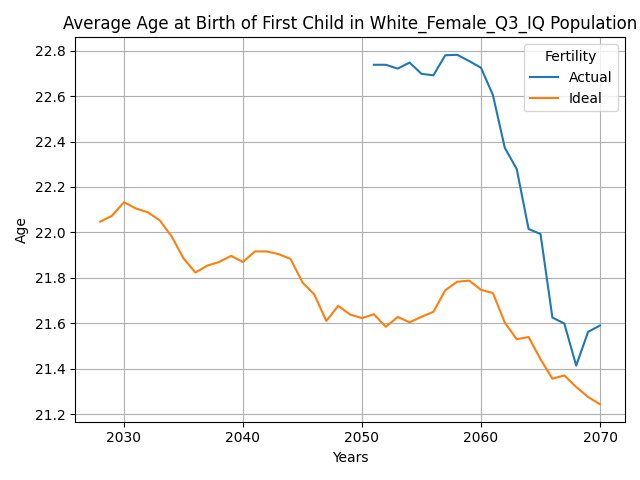 Average Age at Birth of First Child in White_Female_Q3_IQ Population
22.8
22.6
22.4
22.2
22.0
21.8
21.6
21.4
21.2
Age
Fertility
Actual
Ideal
2030
2040
2050
2060
2070
Years